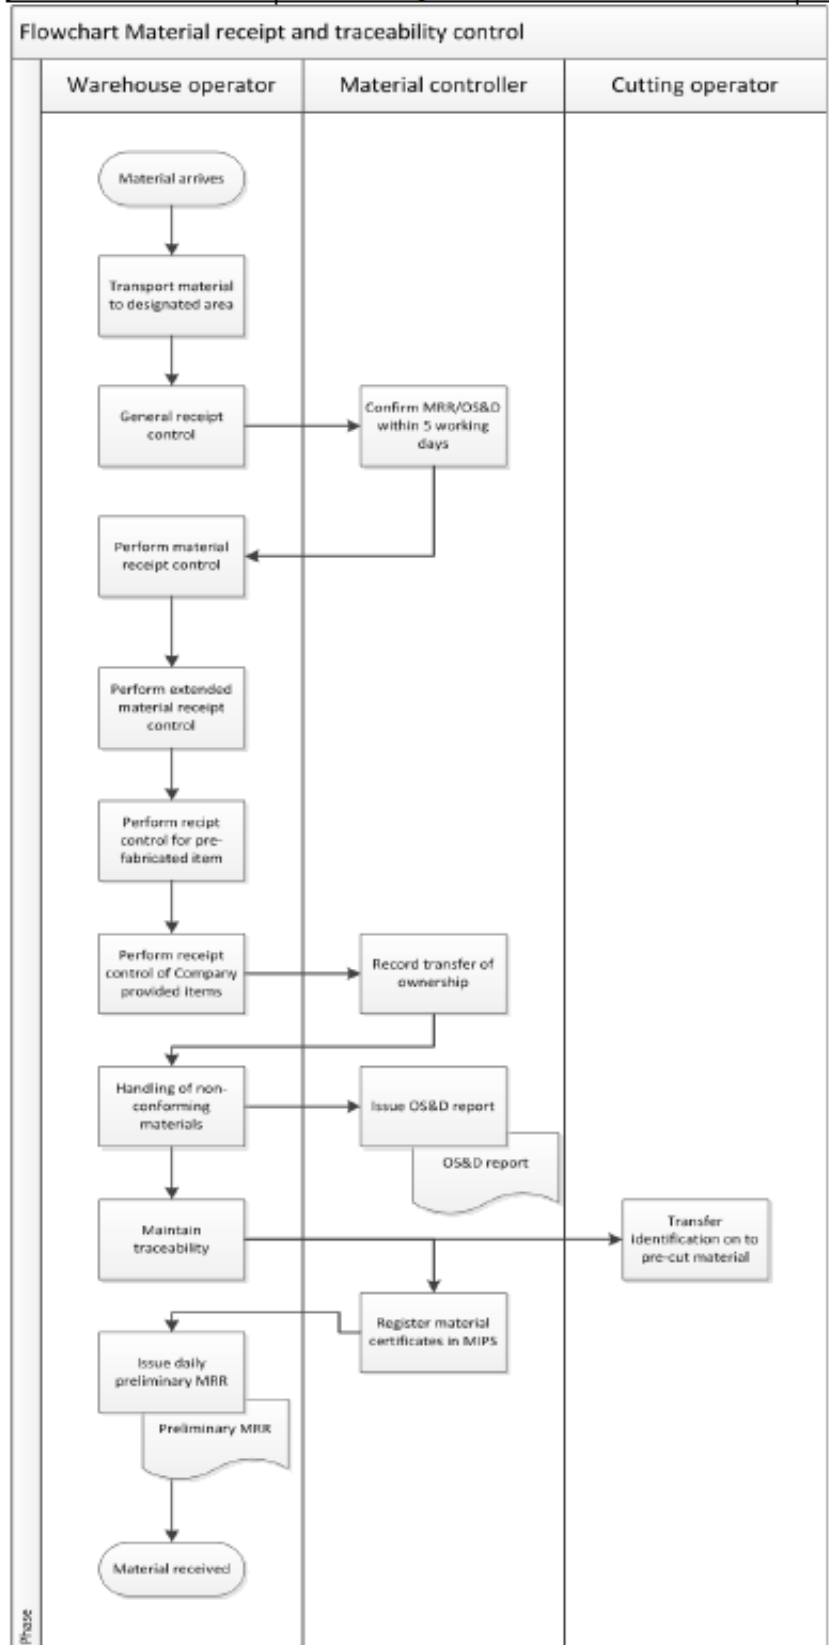 Flowchart Material receipt and traceability control
Warehouse operator
Material controller
Cutting operator
Material arrives
Transport material
to designated area
General receipt
control
Confirm MRR/OS&D
within 5 working
days
Perform material
receipt control
Perform extended
material receipt
control
Perform recipt
control for pre-
fabricated item
Perform receipt
control of Company
provided items
Record transfer of
ownership
Handling of non-
conforming
materials
Issue OS&D report
OS&D report
Maintain
traceability
Transfer
identification on to
pre-cut material
Register material
certificates in MIPS
Issue daily
preliminary MRR
Preliminary MRR
Material received
Phase